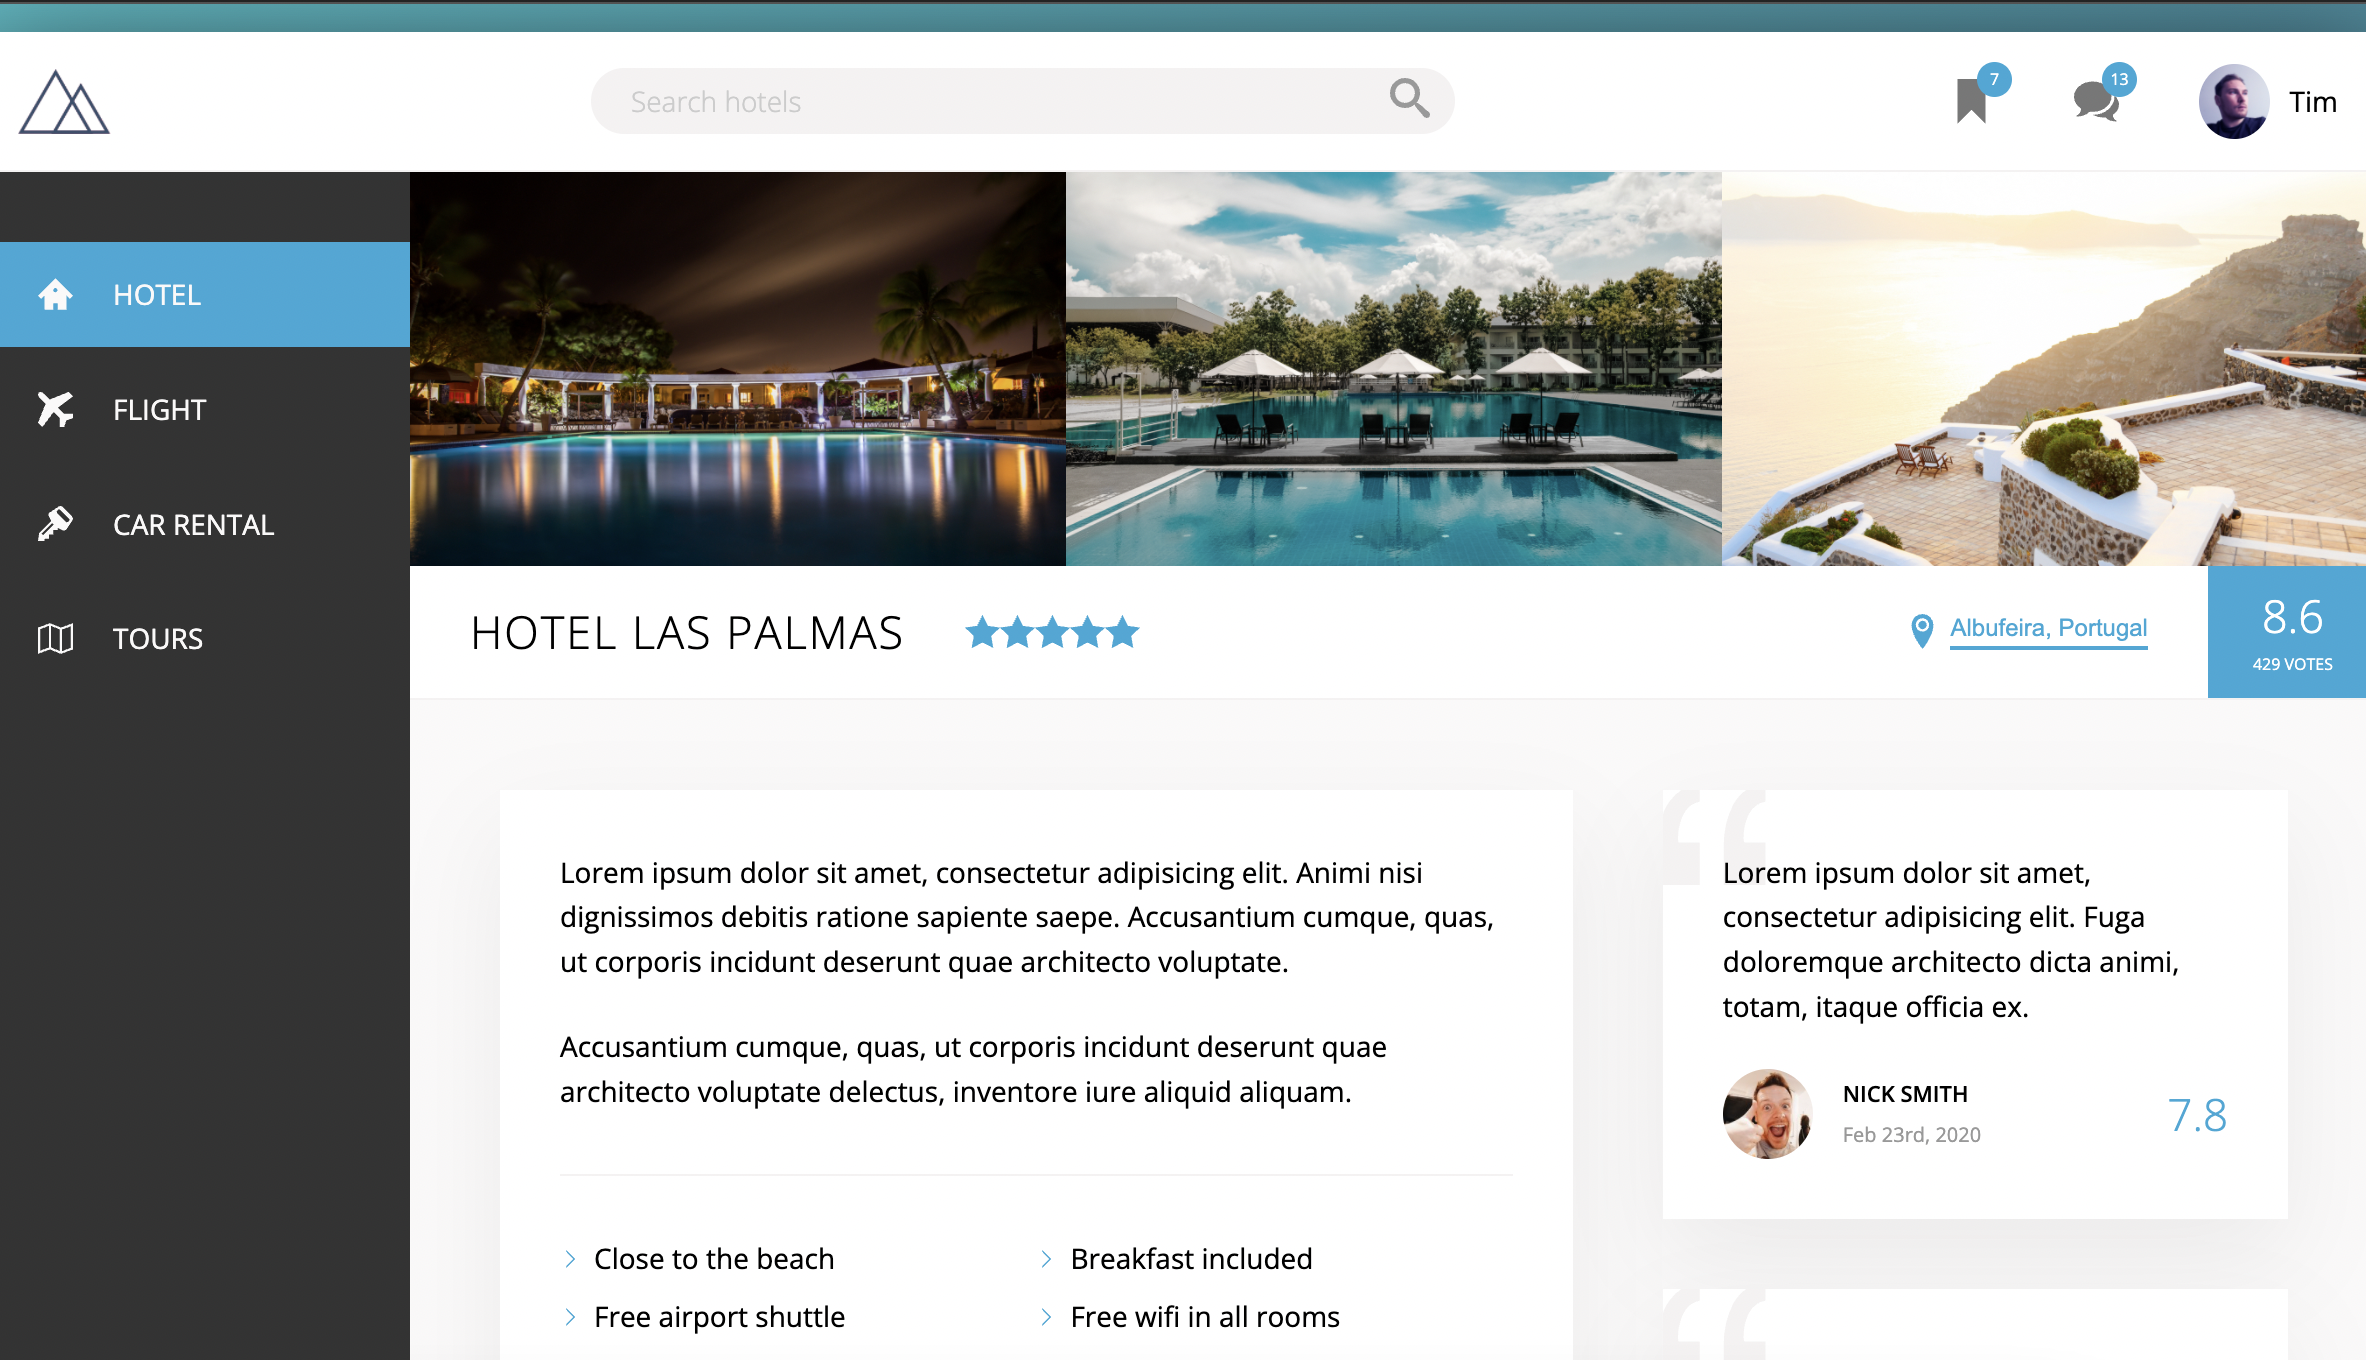 Search hotels
7
13
Tim
HOTEL
FLIGHT
CAR RENTAL
TOURS
HOTEL LAS PALMAS
Albufeira, Portugal
8.6
429 VOTES
Lorem ipsum dolor sit amet, consectetur adipisicing elit. Animi nisi
dignissimos debitis ratione sapiente saepe. Accusantium cumque, quas,
ut corporis incidunt deserunt quae architecto voluptate.
Accusantium cumque, quas, ut corporis incidunt deserunt quae
architecto voluptate delectus, inventore iure aliquid aliquam.
Close to the beach
Breakfast included
Free airport shuttle
Free wifi in all rooms
“
Lorem ipsum dolor sit amet,
consectetur adipisicing elit. Fuga
doloremque architecto dicta animi,
totam, itaque officia ex.
NICK SMITH
Feb 23rd, 2020
7.8
“